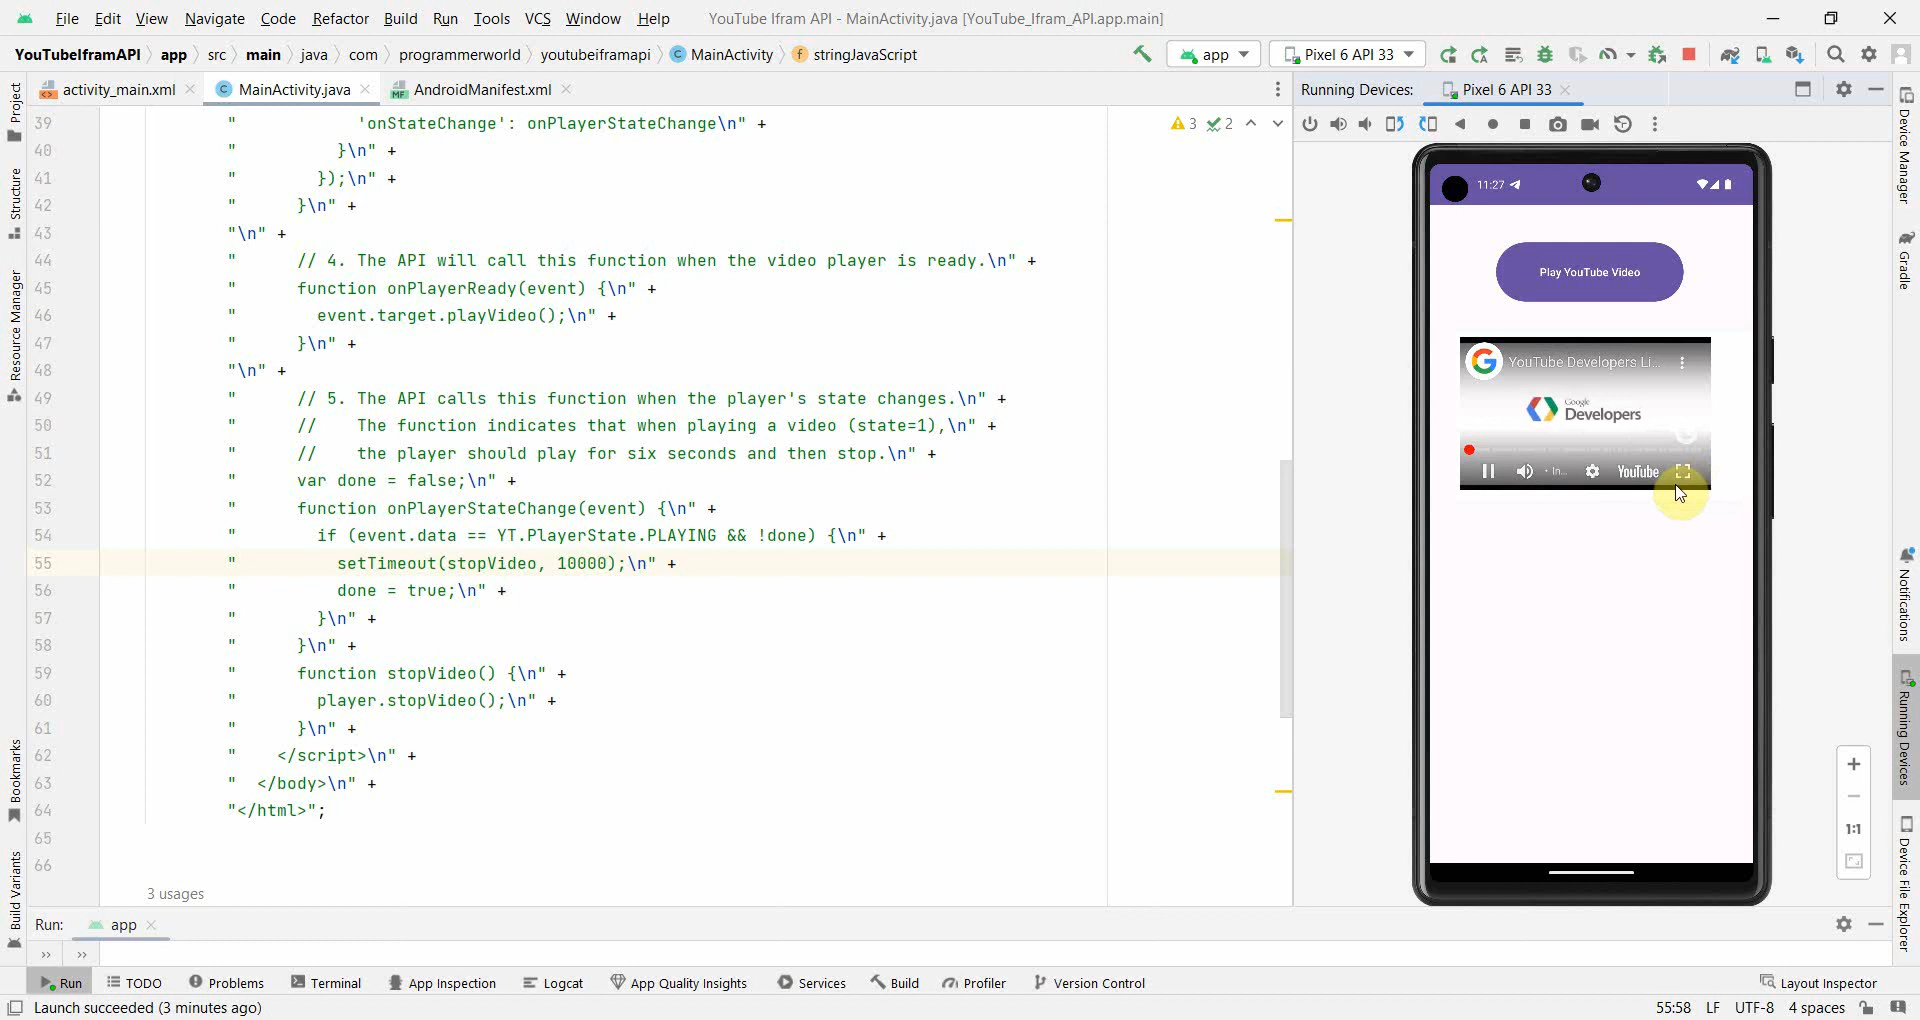 File Edit View Navigate Code Refactor Build Run Tools VCS Window Help YouTube Ifram API - MainActivity.java [YouTube_Ifram_API.app.main]
YouTubeIframAPI app src main java com programmerworld youtubeiframapi C MainActivity f stringJavaScript app Pixel 6 API 33
activity_main.xml C MainActivity.java MF AndroidManifest.xml Running Devices: Pixel 6 API 33
3 2
39 " 'onStateChange': onPlayerStateChange\n" +
40 " }\n" +
41 " });\n" +
42 " }\n" +
43 "\n" +
44 " // 4. The API will call this function when the video player is ready.\n" +
45 " function onPlayerReady(event) {\n" +
46 " event.target.playVideo();\n" +
47 " }\n" +
48 "\n" +
49 " // 5. The API calls this function when the player's state changes.\n" +
50 " // The function indicates that when playing a video (state=1),\n" +
51 " // the player should play for six seconds and then stop.\n" +
52 " var done = false;\n" +
53 " function onPlayerStateChange(event) {\n" +
54 " if (event.data == YT.PlayerState.PLAYING && !done) {\n" +
55 " setTimeout(stopVideo, 10000);\n" +
56 " done = true;\n" +
57 " }\n" +
58 " }\n" +
59 " function stopVideo() {\n" +
60 " player.stopVideo();\n" +
61 " }\n" +
62 " </script>\n" +
63 " </body>\n" +
64 "</html>";
65
66
3 usages
11:27
Play YouTube Video
YouTube Developers Li...
Google
Developers
• In... YouTube
1:1
Project
Structure
Resource Manager
Bookmarks
Build Variants
Device Manager
Gradle
Notifications
Running Devices
Device File Explorer
Run: app
Run TODO Problems Terminal App Inspection Logcat App Quality Insights Services Build Profiler Version Control Layout Inspector
Launch succeeded (3 minutes ago) 55:58 LF UTF-8 4 spaces